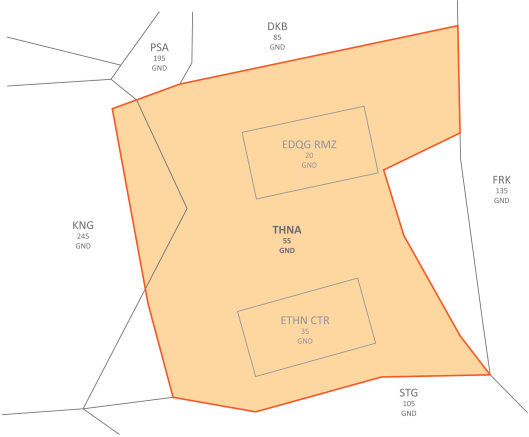 DKB
85
GND
PSA
195
GND
EDQG RMZ
20
GND
FRK
135
GND
KNG
245
GND
THNA
55
GND
ETHN CTR
35
GND
STG
105
GND